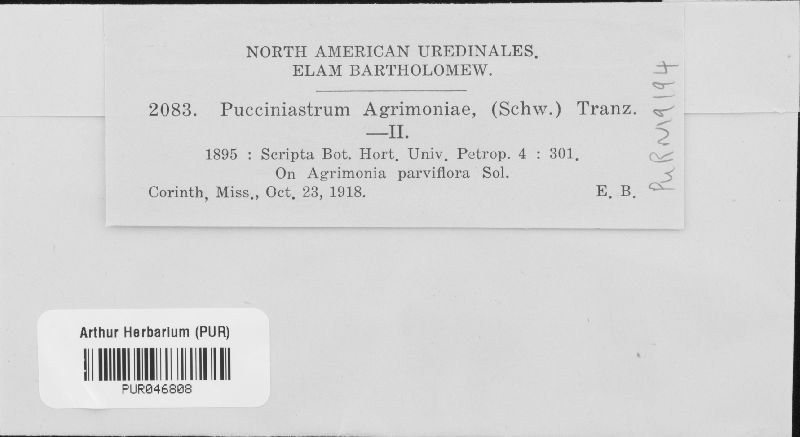 NORTH AMERICAN UREDINALES.
ELAM BARTHOLOMEW.
2083. Pucciniastrum Agrimoniae, (Schw.) Tranz.
—II.
1895 : Scripta Bot. Hort. Univ. Petrop. 4 : 301.
On Agrimonia parviflora Sol.
Corinth, Miss., Oct. 23, 1918. E. B.
PURN19194
Arthur Herbarium (PUR)
PUR046808